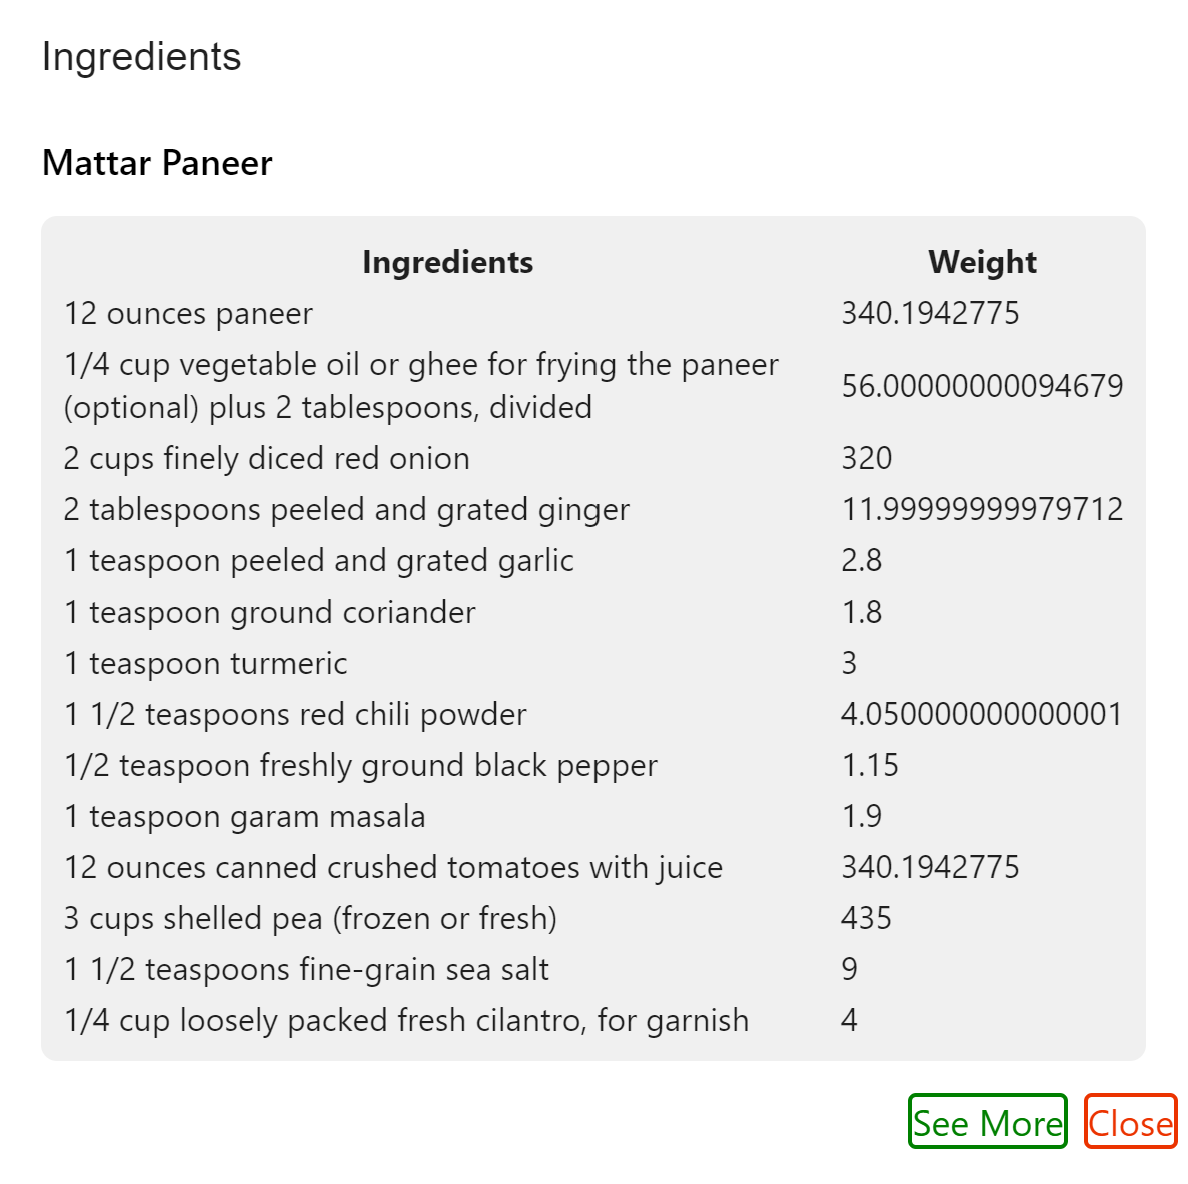 Ingredients
Mattar Paneer
Ingredients Weight
12 ounces paneer 340.1942775
1/4 cup vegetable oil or ghee for frying the paneer
(optional) plus 2 tablespoons, divided 56.00000000094679
2 cups finely diced red onion 320
2 tablespoons peeled and grated ginger 11.99999999979712
1 teaspoon peeled and grated garlic 2.8
1 teaspoon ground coriander 1.8
1 teaspoon turmeric 3
1 1/2 teaspoons red chili powder 4.050000000000001
1/2 teaspoon freshly ground black pepper 1.15
1 teaspoon garam masala 1.9
12 ounces canned crushed tomatoes with juice 340.1942775
3 cups shelled pea (frozen or fresh) 435
1 1/2 teaspoons fine-grain sea salt 9
1/4 cup loosely packed fresh cilantro, for garnish 4
See More Close